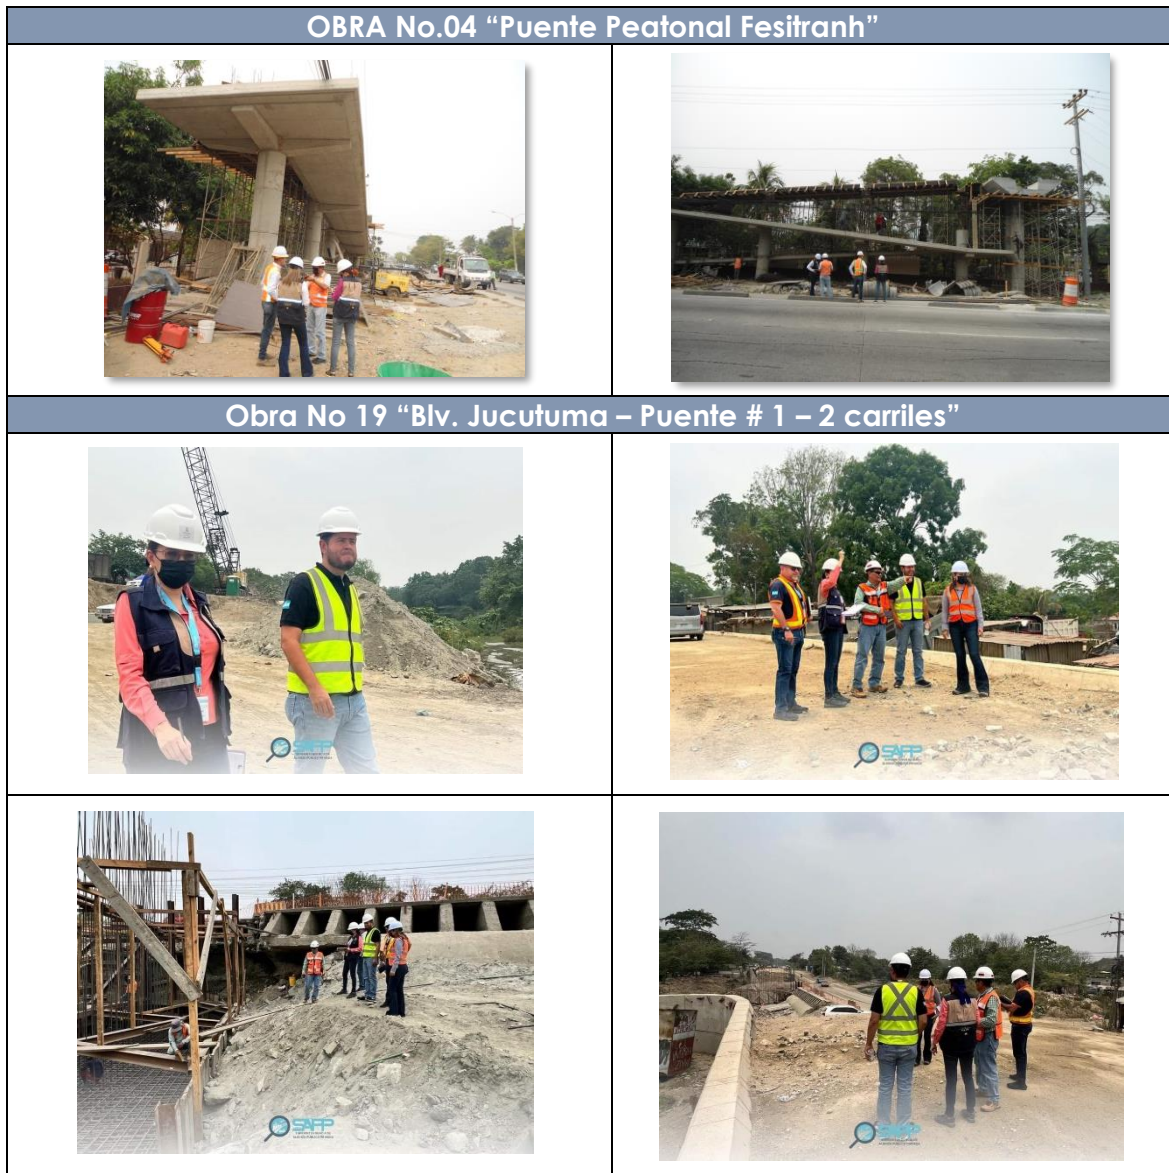 OBRA No.04 “Puente Peatonal Fesitranh”
Obra No 19 “Blv. Jucutuma – Puente # 1 – 2 carriles”
SAPP
SAPP
SAPP
SAPP